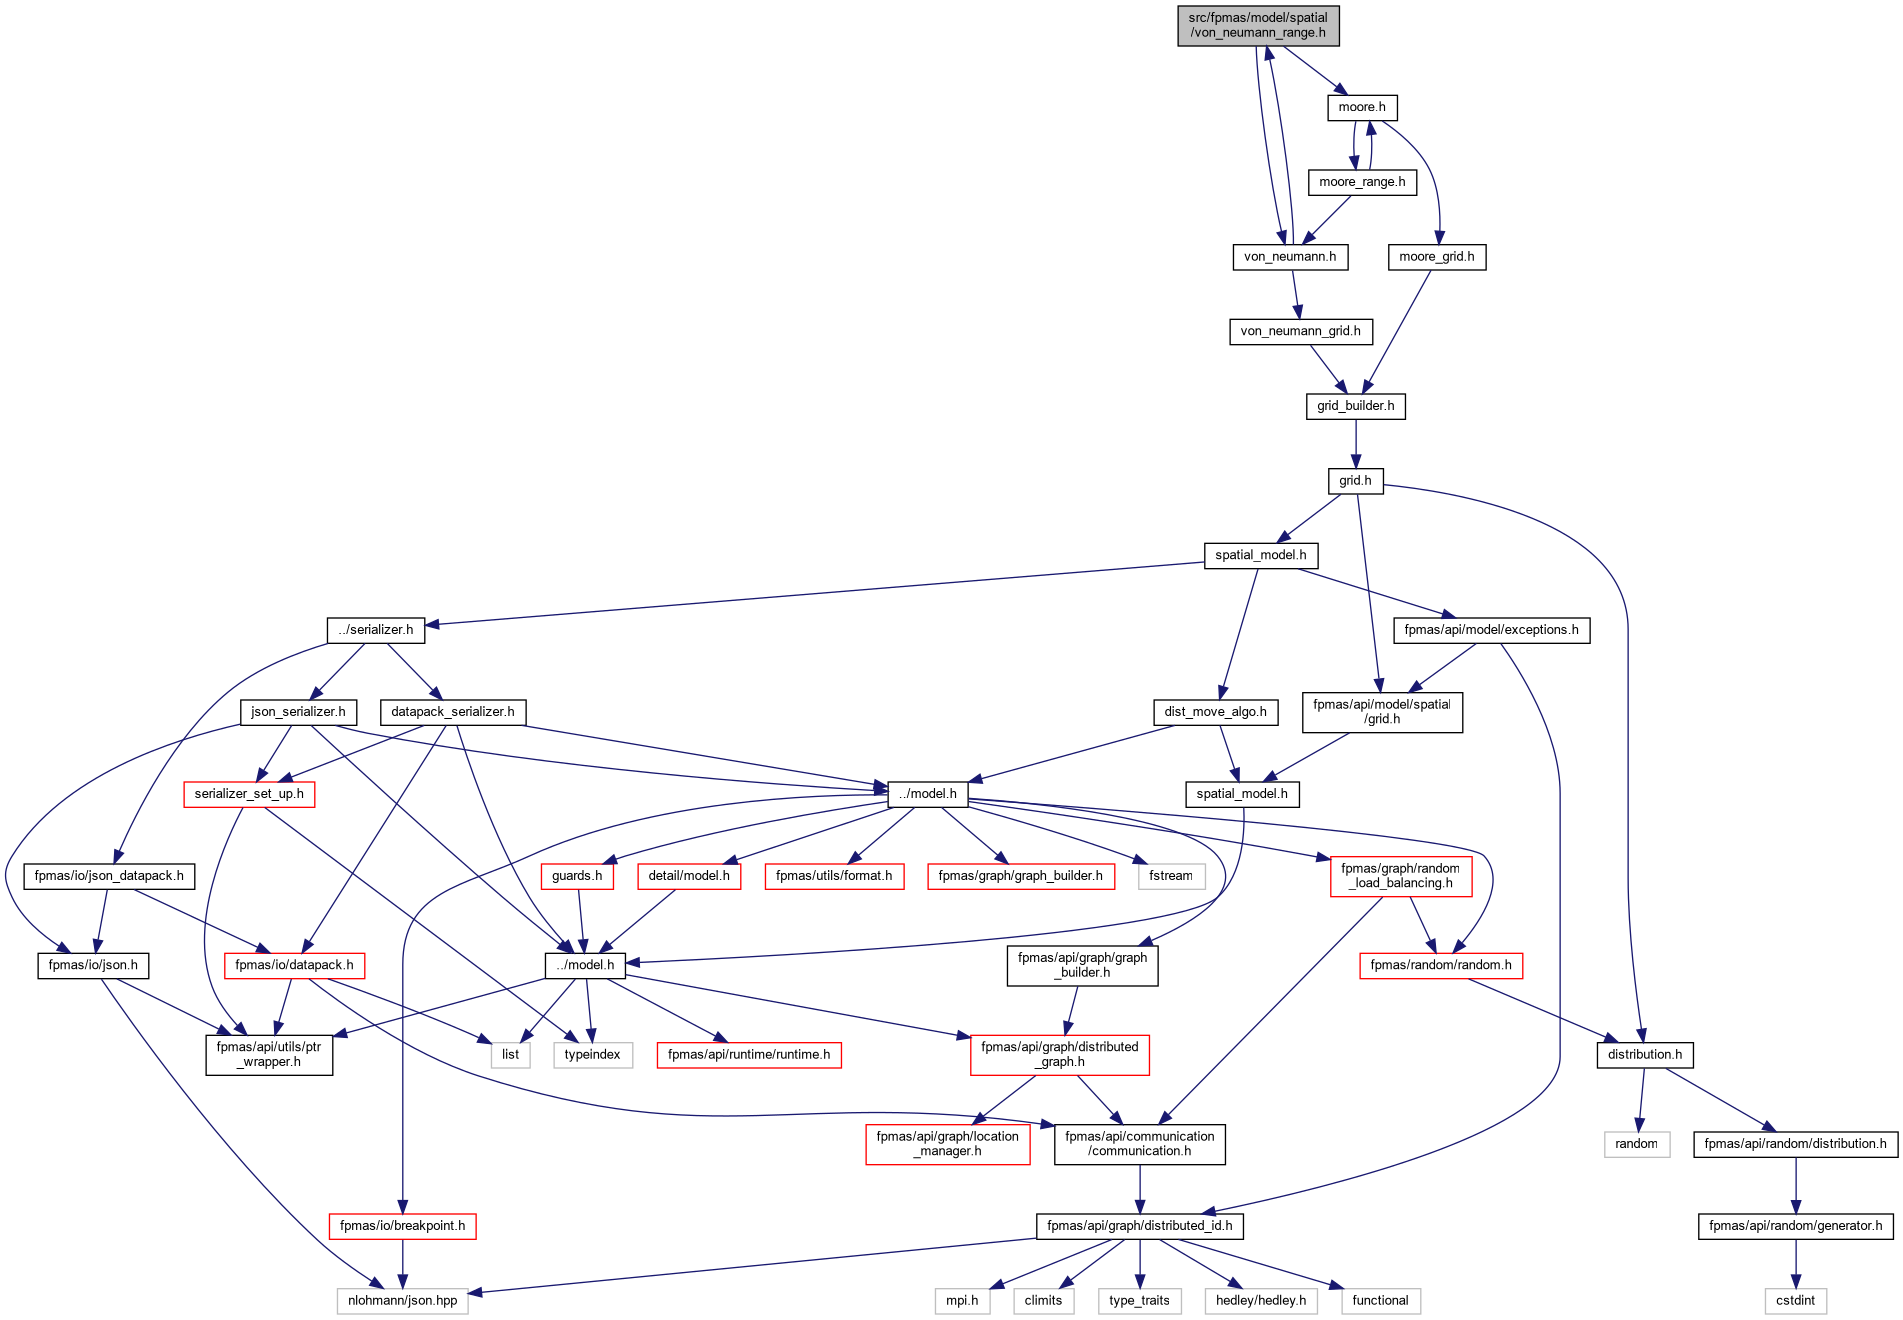 src/fpmas/model/spatial
/von_neumann_range.h
moore.h
moore_range.h
von_neumann.h
moore_grid.h
von_neumann_grid.h
grid_builder.h
grid.h
spatial_model.h
../serializer.h
fpmas/api/model/exceptions.h
json_serializer.h
datapack_serializer.h
dist_move_algo.h
fpmas/api/model/spatial
/grid.h
serializer_set_up.h
../model.h
spatial_model.h
fpmas/io/json_datapack.h
guards.h
detail/model.h
fpmas/utils/format.h
fpmas/graph/graph_builder.h
fstream
fpmas/graph/random
_load_balancing.h
fpmas/io/json.h
fpmas/io/datapack.h
../model.h
fpmas/api/graph/graph
_builder.h
fpmas/random/random.h
fpmas/api/utils/ptr
_wrapper.h
list
typeindex
fpmas/api/runtime/runtime.h
fpmas/api/graph/distributed
_graph.h
distribution.h
fpmas/api/graph/location
_manager.h
fpmas/api/communication
/communication.h
random
fpmas/api/random/distribution.h
fpmas/io/breakpoint.h
fpmas/api/graph/distributed_id.h
fpmas/api/random/generator.h
nlohmann/json.hpp
mpi.h
climits
type_traits
hedley/hedley.h
functional
cstdint